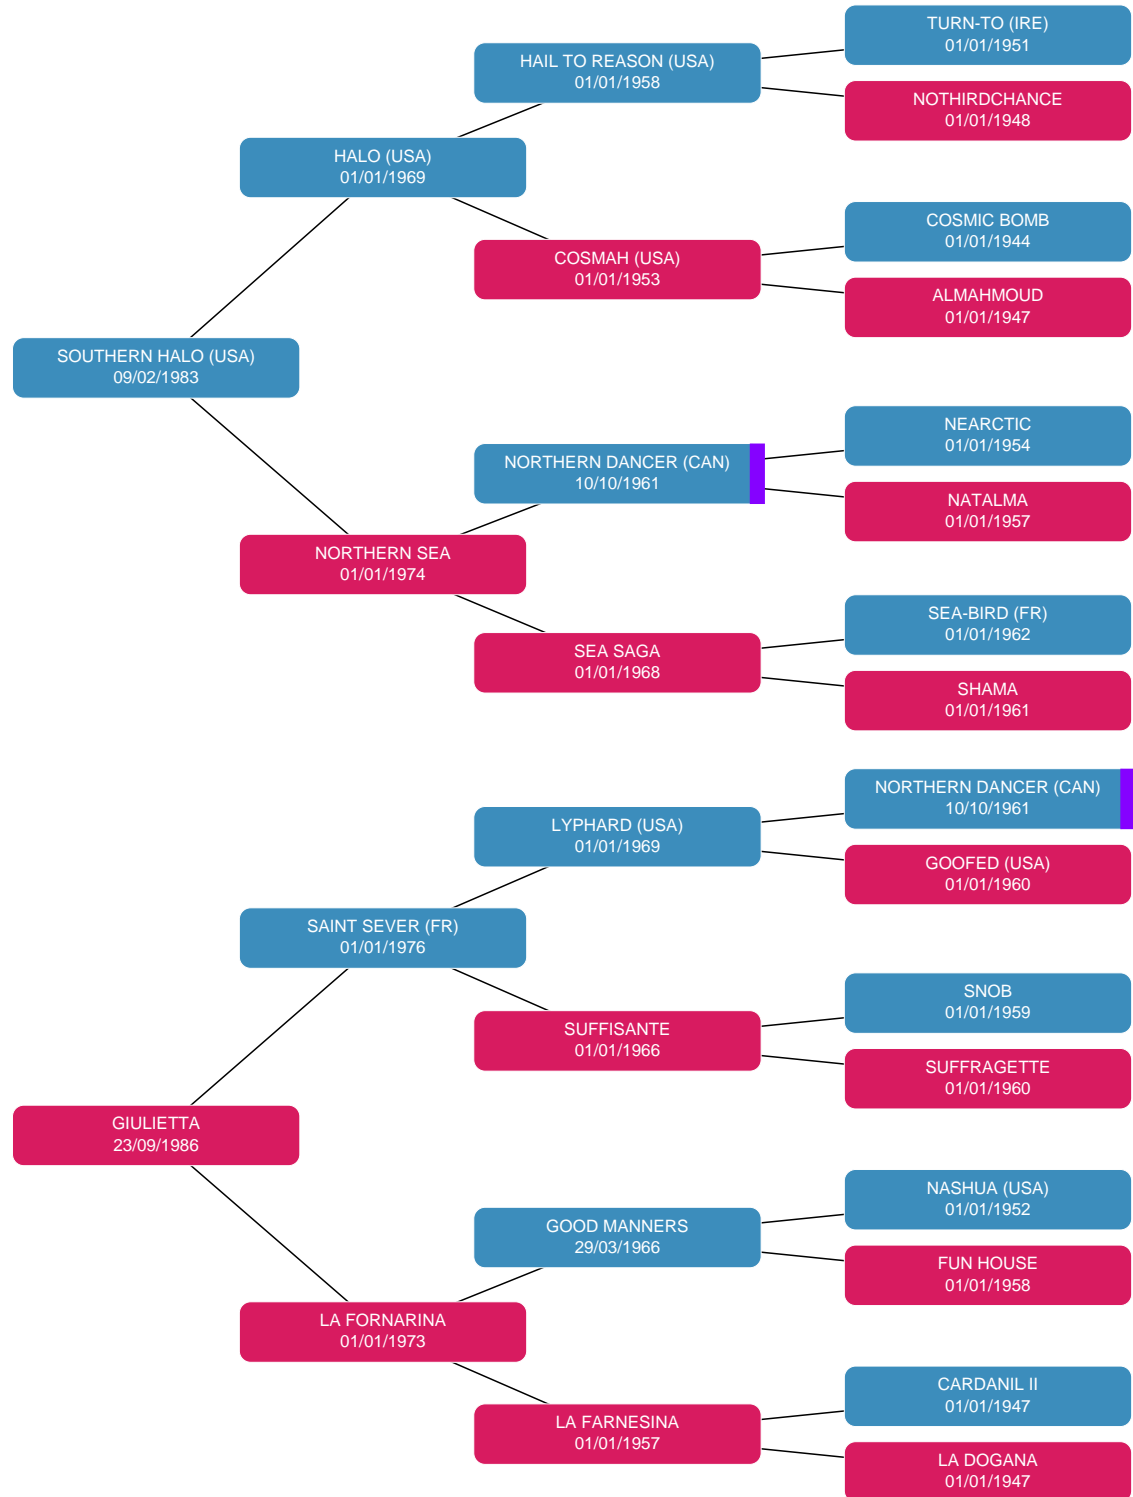 TURN-TO (IRE)
01/01/1951
HAIL TO REASON (USA)
01/01/1958
NOTHIRDCHANCE
01/01/1948
HALO (USA)
01/01/1969
COSMIC BOMB
01/01/1944
COSMAH (USA)
01/01/1953
ALMAHMOUD
01/01/1947
SOUTHERN HALO (USA)
09/02/1983
NEARCTIC
01/01/1954
NORTHERN DANCER (CAN)
10/10/1961
NATALMA
01/01/1957
NORTHERN SEA
01/01/1974
SEA-BIRD (FR)
01/01/1962
SEA SAGA
01/01/1968
SHAMA
01/01/1961
NORTHERN DANCER (CAN)
10/10/1961
LYPHARD (USA)
01/01/1969
GOOFED (USA)
01/01/1960
SAINT SEVER (FR)
01/01/1976
SNOB
01/01/1959
SUFFISANTE
01/01/1966
SUFFRAGETTE
01/01/1960
GIULIETTA
23/09/1986
NASHUA (USA)
01/01/1952
GOOD MANNERS
29/03/1966
FUN HOUSE
01/01/1958
LA FORNARINA
01/01/1973
CARDANIL II
01/01/1947
LA FARNESINA
01/01/1957
LA DOGANA
01/01/1947